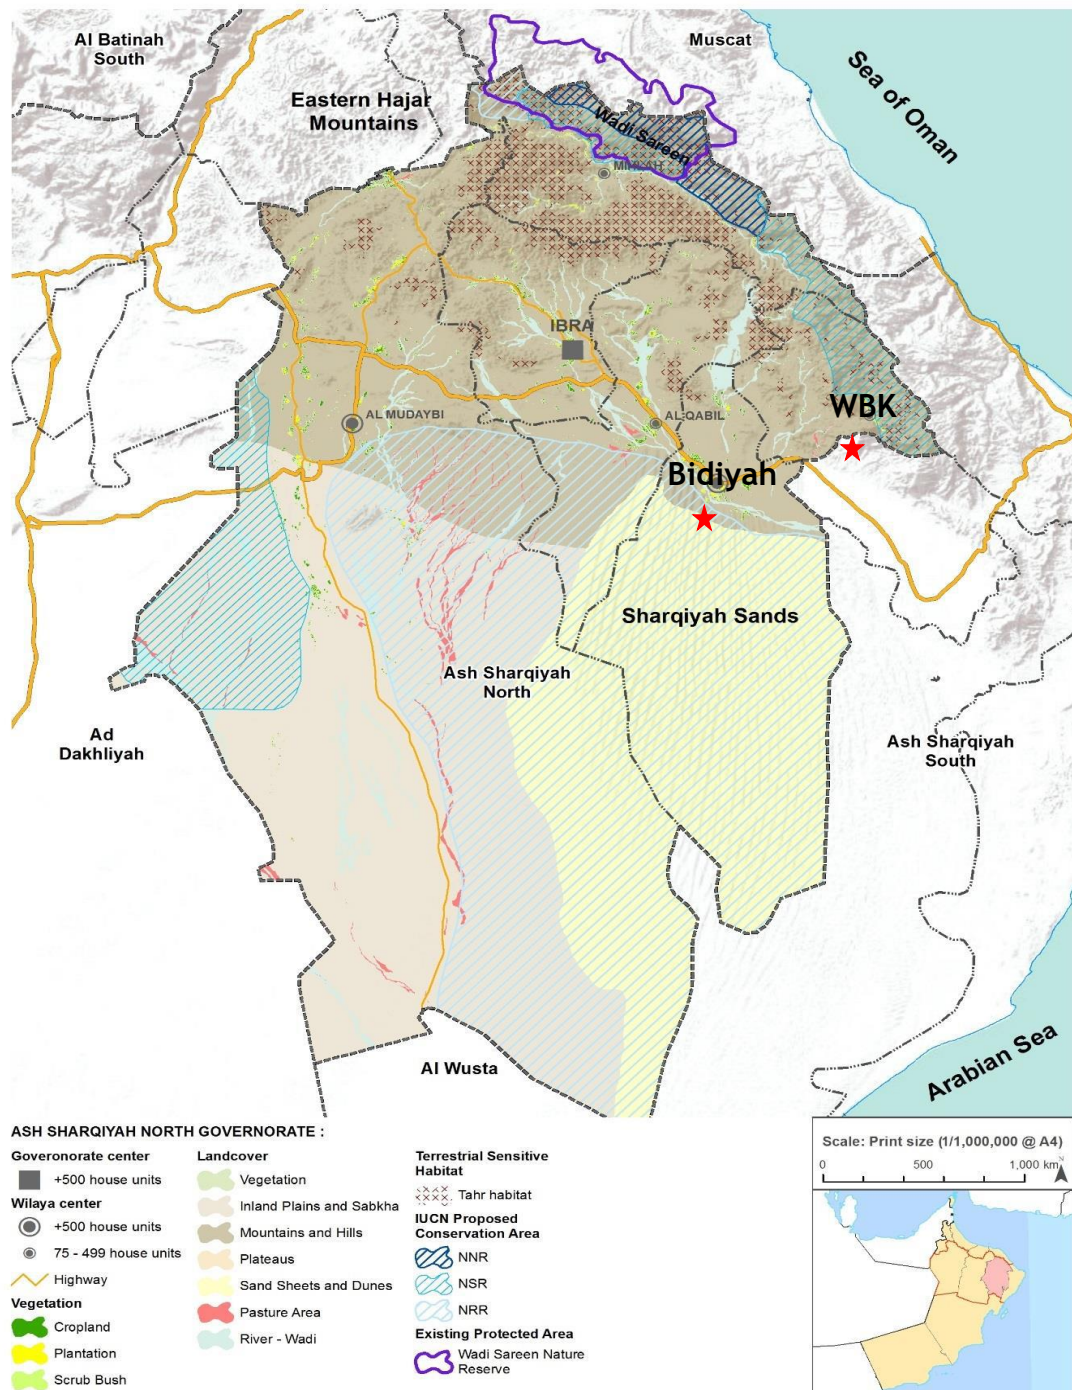 Al Batinah
South
Muscat
Sea of Oman
Eastern Hajar
Mountains
Wadi Sareen
IBRA
AL MUDAYBI
AL-QABIL
WBK
Bidiyah
Sharqiyah Sands
Ash Sharqiyah
North
Ad
Dakhliyah
Ash Sharqiyah
South
Al Wusta
Arabian Sea
ASH SHARQIYAH NORTH GOVERNORATE :
Goveronorate center
+500 house units
Wilaya center
+500 house units
75 - 499 house units
Highway
Vegetation
Cropland
Plantation
Scrub Bush
Landcover
Vegetation
Inland Plains and Sabkha
Mountains and Hills
Plateaus
Sand Sheets and Dunes
Pasture Area
River - Wadi
Terrestrial Sensitive
Habitat
Tahr habitat
IUCN Proposed
Conservation Area
NNR
NSR
NRR
Existing Protected Area
Wadi Sareen Nature
Reserve
Scale: Print size (1/1,000,000 @ A4)
0 500 1,000 km
N